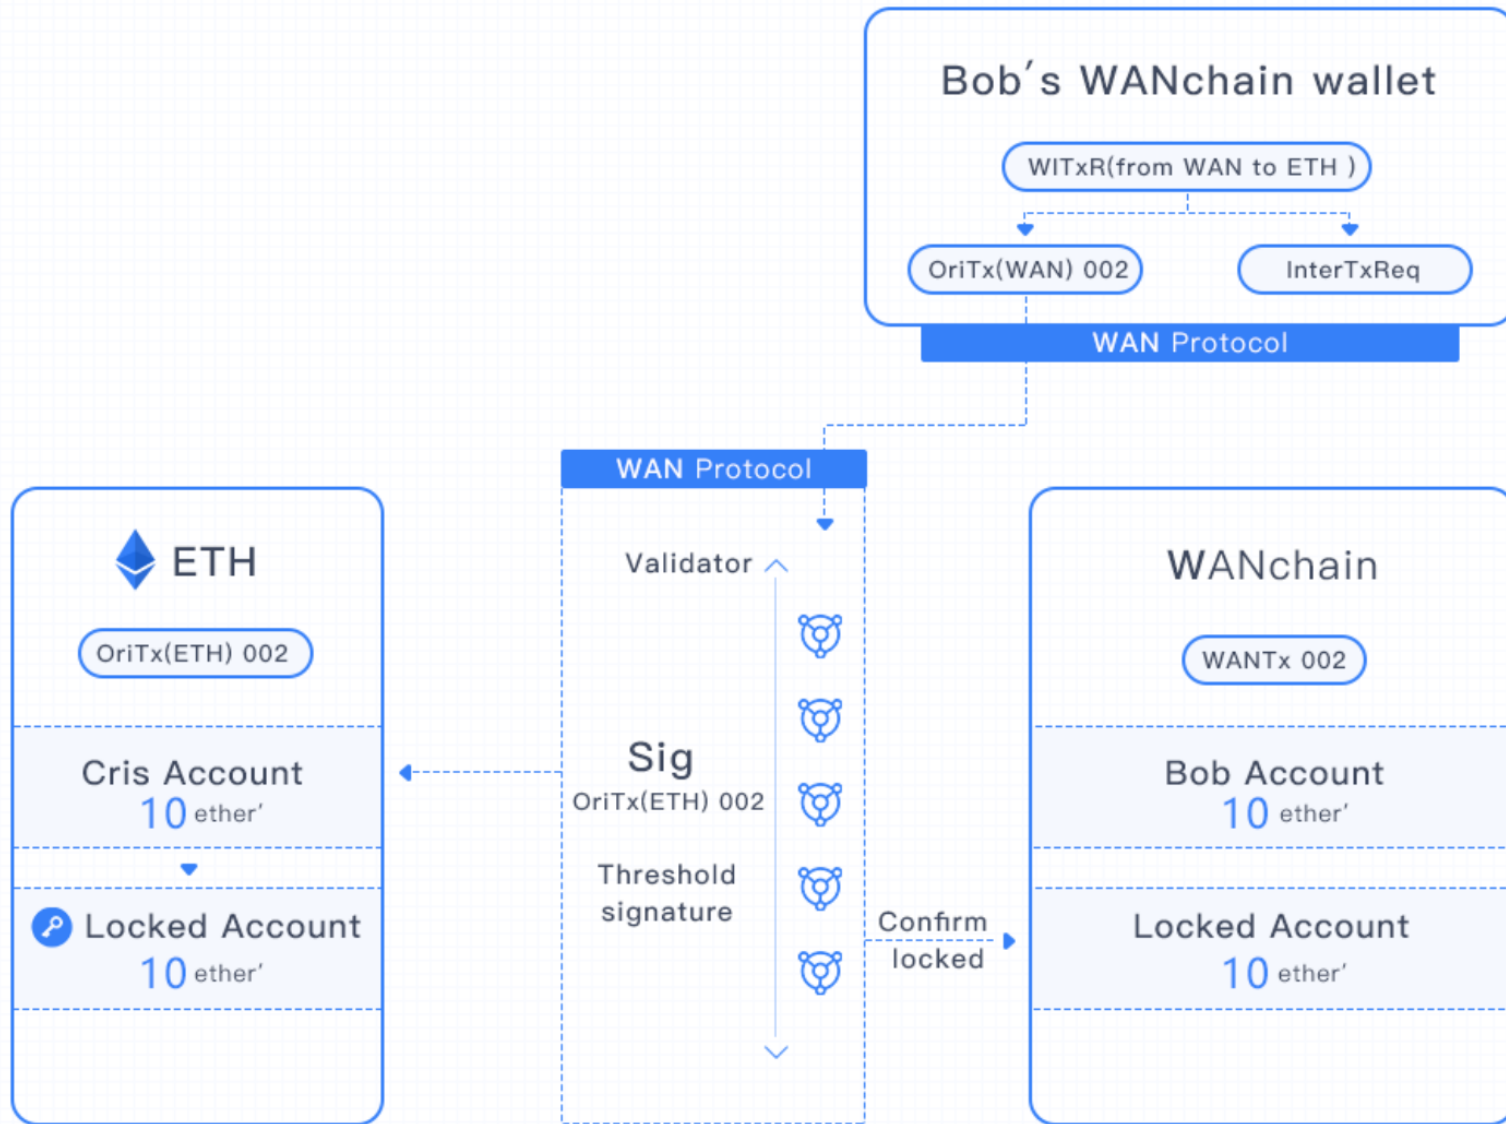 Bob′s WANchain wallet
WITxR(from WAN to ETH )
OriTx(WAN) 002
InterTxReq
WAN Protocol
WAN Protocol
ETH
OriTx(ETH) 002
Cris Account
10 ether′
Locked Account
10 ether′
Validator
Sig
OriTx(ETH) 002
Threshold
signature
Confirm
locked
WANchain
WANTx 002
Bob Account
10 ether′
Locked Account
10 ether′